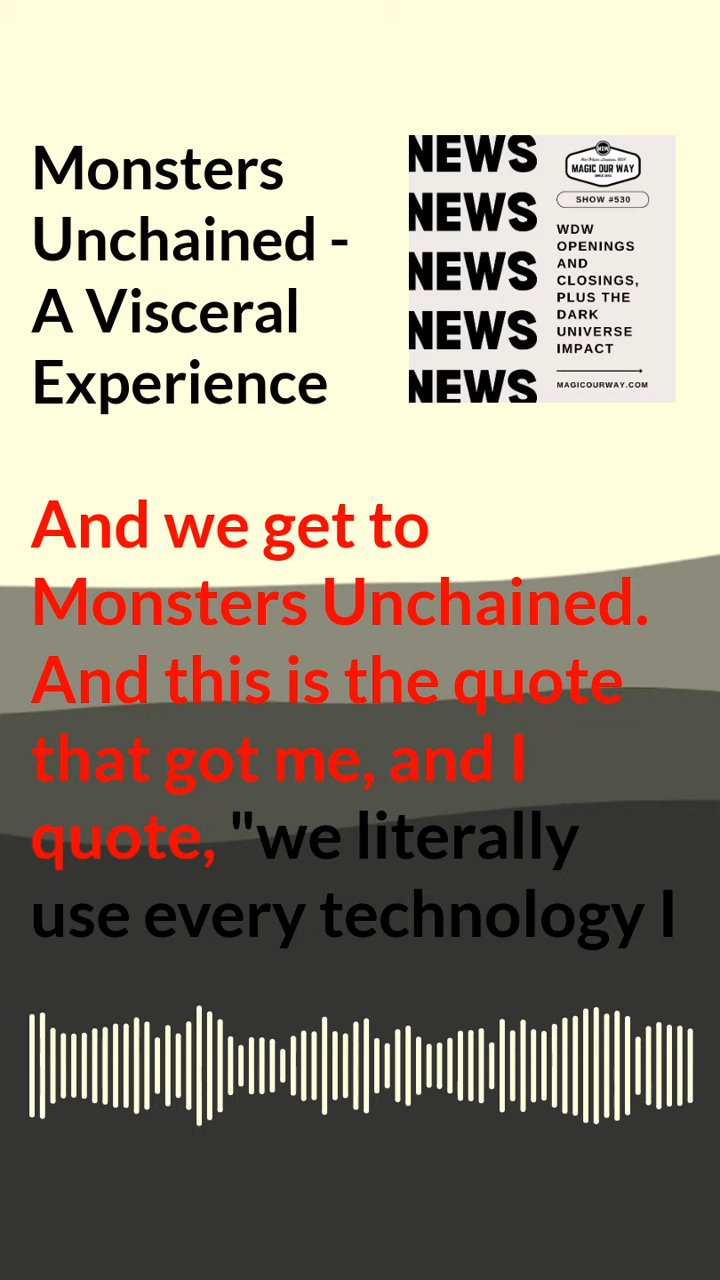 Monsters
Unchained -
A Visceral
Experience
NEWS
NEWS
NEWS
NEWS
NEWS
MAGIC OUR WAY
SHOW #530
WDW
OPENINGS
AND
CLOSINGS,
PLUS THE
DARK
UNIVERSE
IMPACT
MAGICOURWAY.COM
And we get to
Monsters Unchained.
And this is the quote
that got me, and I
quote, "we literally
use every technology I